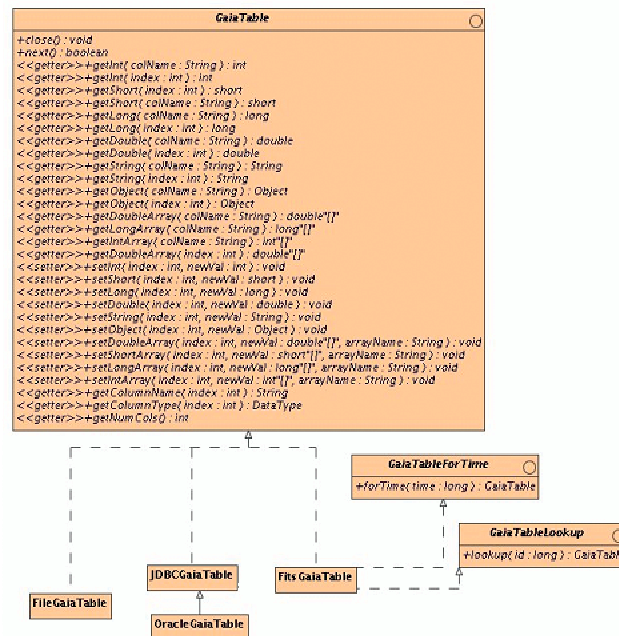 GaiaTable
+close() : void
+next() : boolean
<<getter>>+getInt( colName : String ) : int
<<getter>>+getInt( index : int ) : int
<<getter>>+getShort( index : int ) : short
<<getter>>+getShort( colName : String ) : short
<<getter>>+getLong( colName : String ) : long
<<getter>>+getLong( index : int ) : long
<<getter>>+getDouble( colName : String ) : double
<<getter>>+getDouble( index : int ) : double
<<getter>>+getString( colName : String ) : String
<<getter>>+getString( index : int ) : String
<<getter>>+getObject( colName : String ) : Object
<<getter>>+getObject( index : int ) : Object
<<getter>>+getDoubleArray( colName : String ) : double"[]"
<<getter>>+getLongArray( colName : String ) : long"[]"
<<getter>>+getIntArray( colName : String ) : int"[]"
<<getter>>+getDoubleArray( index : int ) : double"[]"
<<setter>>+setInt( index : int, newVal : int ) : void
<<setter>>+setShort( index : int, newVal : short ) : void
<<setter>>+setLong( index : int, newVal : long ) : void
<<setter>>+setDouble( index : int, newVal : double ) : void
<<setter>>+setString( index : int, newVal : String ) : void
<<setter>>+setObject( index : int, newVal : Object ) : void
<<setter>>+setDoubleArray( index : int, newVal : double"[]", arrayName : String ) : void
<<setter>>+setShortArray( index : int, newVal : short"[]", arrayName : String ) : void
<<setter>>+setLongArray( index : int, newVal : long"[]", arrayName : String ) : void
<<setter>>+setIntArray( index : int, newVal : int"[]", arrayName : String ) : void
<<getter>>+getColumnName( index : int ) : String
<<getter>>+getColumnType( index : int ) : DataType
<<getter>>+getNumCols() : int
GaiaTableForTime
+forTime( time : long ) : GaiaTable
GaiaTableLookup
+lookup( id : long ) : GaiaTabl
JDBCGaiaTable
FitsGaiaTable
FileGaiaTable
OracleGaiaTable